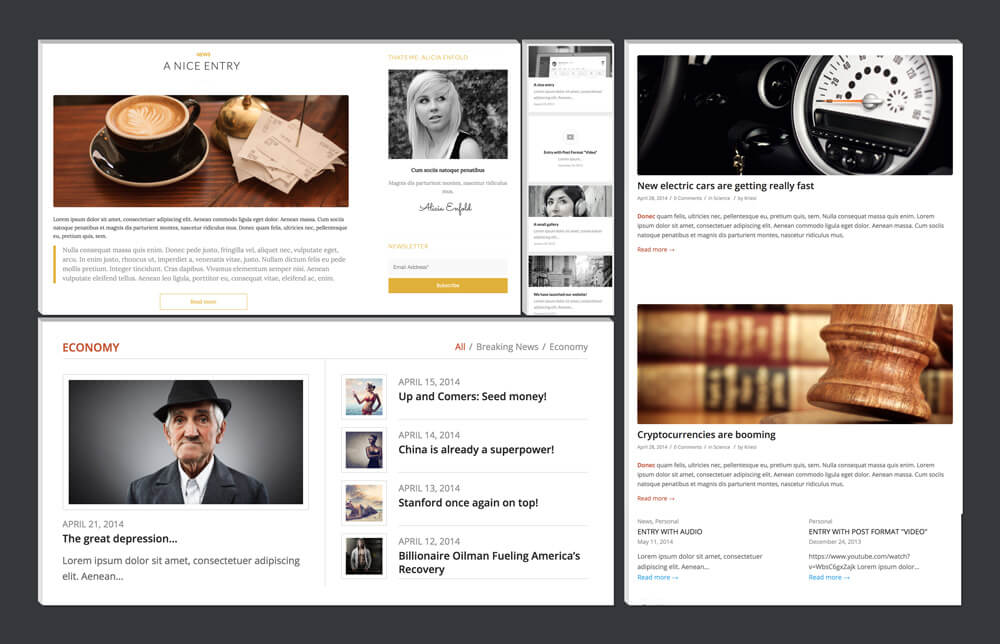 NEWS
A NICE ENTRY
Lorem ipsum dolor sit amet, consectetuer adipiscing elit. Aenean commodo ligula eget dolor. Aenean massa. Cum sociis
natoque penatibus et magnis dis parturient montes, nascetur ridiculus mus. Donec quam felis, ultricies nec, pellentesque
eu, pretium quis, sem.
Nulla consequat massa quis enim. Donec pede justo, fringilla vel, aliquet nec, vulputate eget,
arcu. In enim justo, rhoncus ut, imperdiet a, venenatis vitae, justo. Nullam dictum felis eu pede
mollis pretium. Integer tincidunt. Cras dapibus. Vivamus elementum semper nisi. Aenean
vulputate eleifend tellus. Aenean leo ligula, porttitor eu, consequat vitae, eleifend ac, enim.
Read more
THATS ME: ALICIA ENFOLD
Cum sociis natoque penatibus
Magnis dis parturient montes, nascetur ridiculus
mus.
Alicia Enfold
NEWSLETTER
Email Address*
Subscribe
A nice entry
Entry with Post Format "Video"
Lorem ipsum...
A small gallery
We have launched our website!
ECONOMY
All / Breaking News / Economy
APRIL 21, 2014
The great depression...
Lorem ipsum dolor sit amet, consectetuer adipiscing
elit. Aenean...
APRIL 15, 2014
Up and Comers: Seed money!
APRIL 14, 2014
China is already a superpower!
APRIL 13, 2014
Stanford once again on top!
APRIL 12, 2014
Billionaire Oilman Fueling America's
Recovery
New electric cars are getting really fast
April 28, 2014 / 0 Comments / in Science / by Kriesi
Donec quam felis, ultricies nec, pellentesque eu, pretium quis, sem. Nulla consequat massa quis enim. Lorem
ipsum dolor sit amet, consectetuer adipiscing elit. Aenean commodo ligula eget dolor. Aenean massa. Cum sociis
natoque penatibus et magnis dis parturient montes, nascetur ridiculus mus.
Read more →
Cryptocurrencies are booming
April 28, 2014 / 0 Comments / in Science / by Kriesi
Donec quam felis, ultricies nec, pellentesque eu, pretium quis, sem. Nulla consequat massa quis enim. Lorem
ipsum dolor sit amet, consectetuer adipiscing elit. Aenean commodo ligula eget dolor. Aenean massa. Cum sociis
natoque penatibus et magnis dis parturient montes, nascetur ridiculus mus.
Read more →
News, Personal
ENTRY WITH AUDIO
May 11, 2014
Lorem ipsum dolor sit amet, consectetuer
adipiscing elit. Aenean...
Read more →
Personal
ENTRY WITH POST FORMAT "VIDEO"
December 24, 2013
https://www.youtube.com/watch?
v=WbsC6gxZajk Lorem ipsum dolor...
Read more →